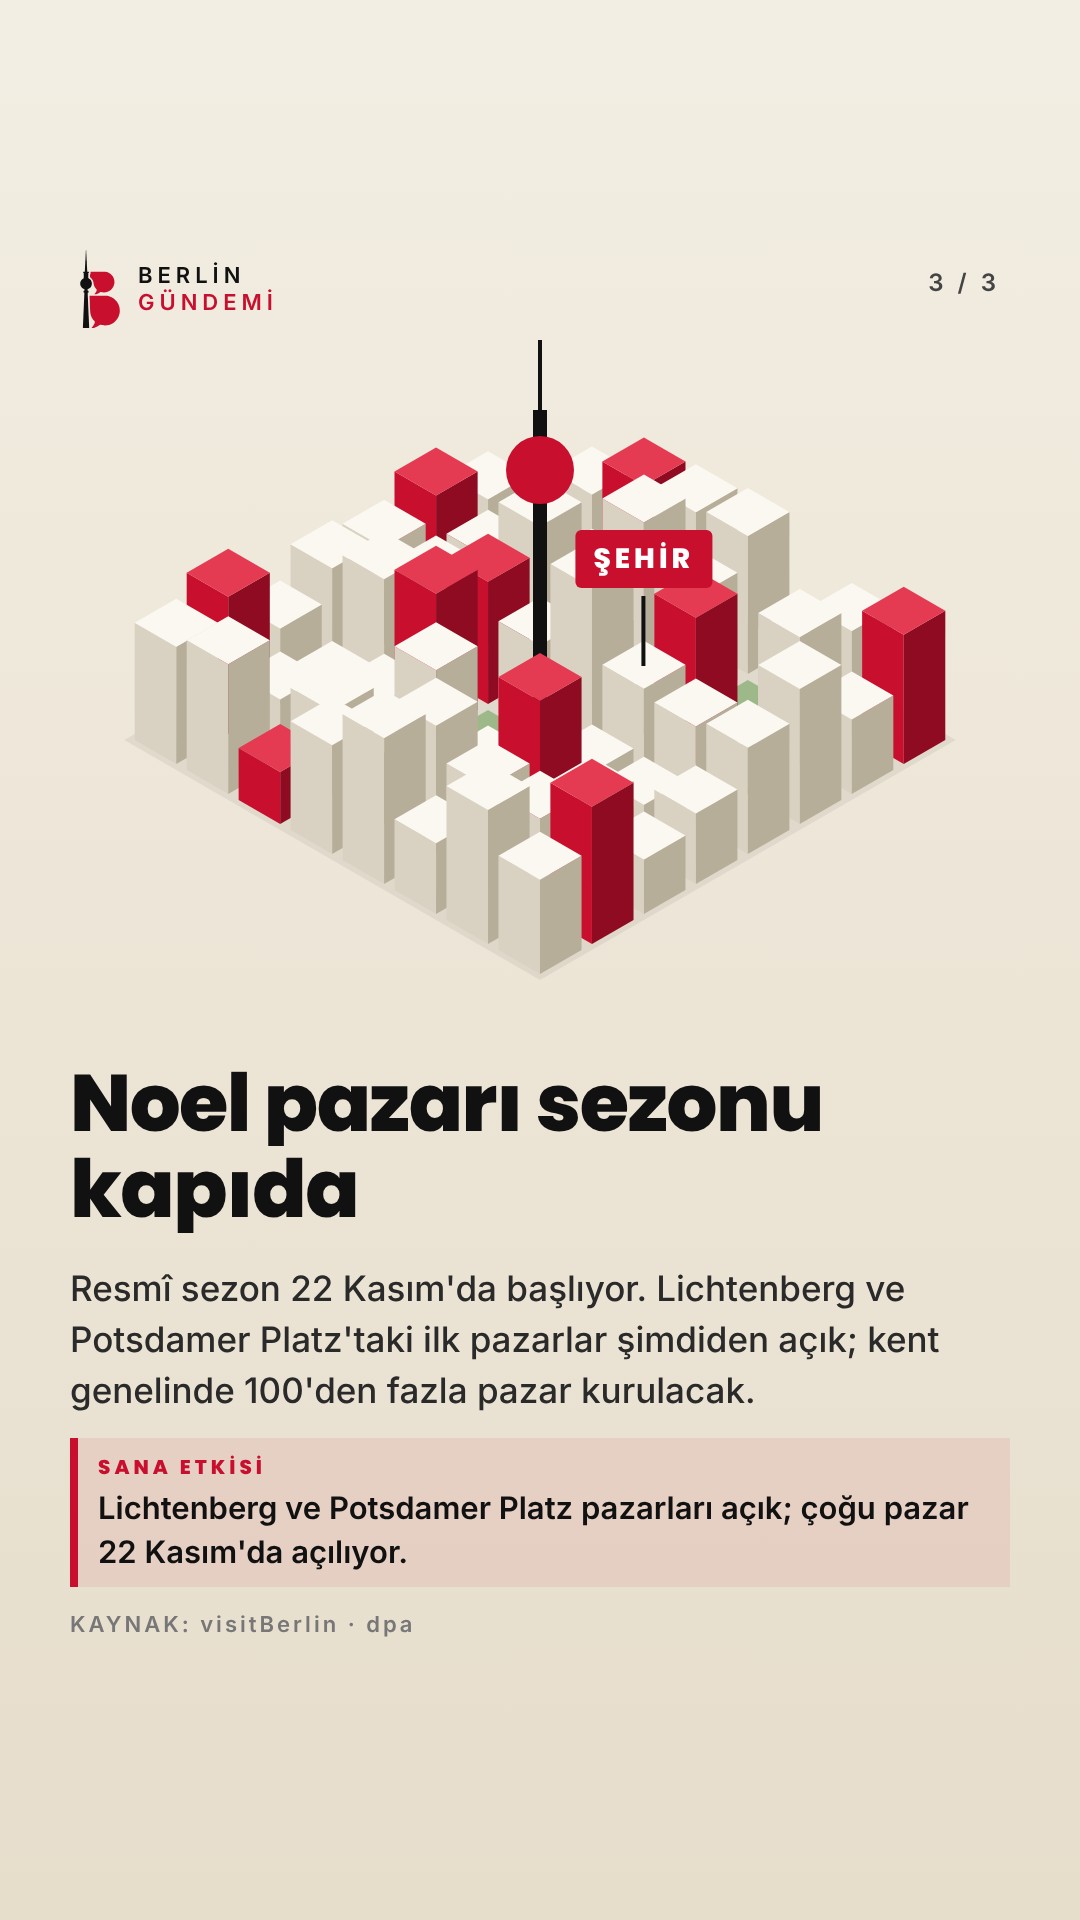 BERLİN
GÜNDEMİ
3 / 3
ŞEHİR
Noel pazarı sezonu
kapıda
Resmî sezon 22 Kasım'da başlıyor. Lichtenberg ve
Potsdamer Platz'taki ilk pazarlar şimdiden açık; kent
genelinde 100'den fazla pazar kurulacak.
SANA ETKİSİ
Lichtenberg ve Potsdamer Platz pazarları açık; çoğu pazar
22 Kasım'da açılıyor.
KAYNAK: visitBerlin · dpa